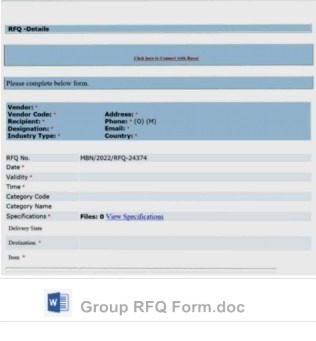 RFQ -Details
Click here to Connect with Buyer
Please complete below form.
Vendor: *
Vendor Code: * Address: *
Recipient: * Phone: * (O) (M)
Designation: * Email: *
Industry Type: * Country: *
RFQ No. MBN/2022/RFQ-24374
Date *
Validity *
Time *
Category Code
Category Name
Specifications * Files: 0 View Specifications
Delivery State
Destination *
Item *
W
Group RFQ Form.doc